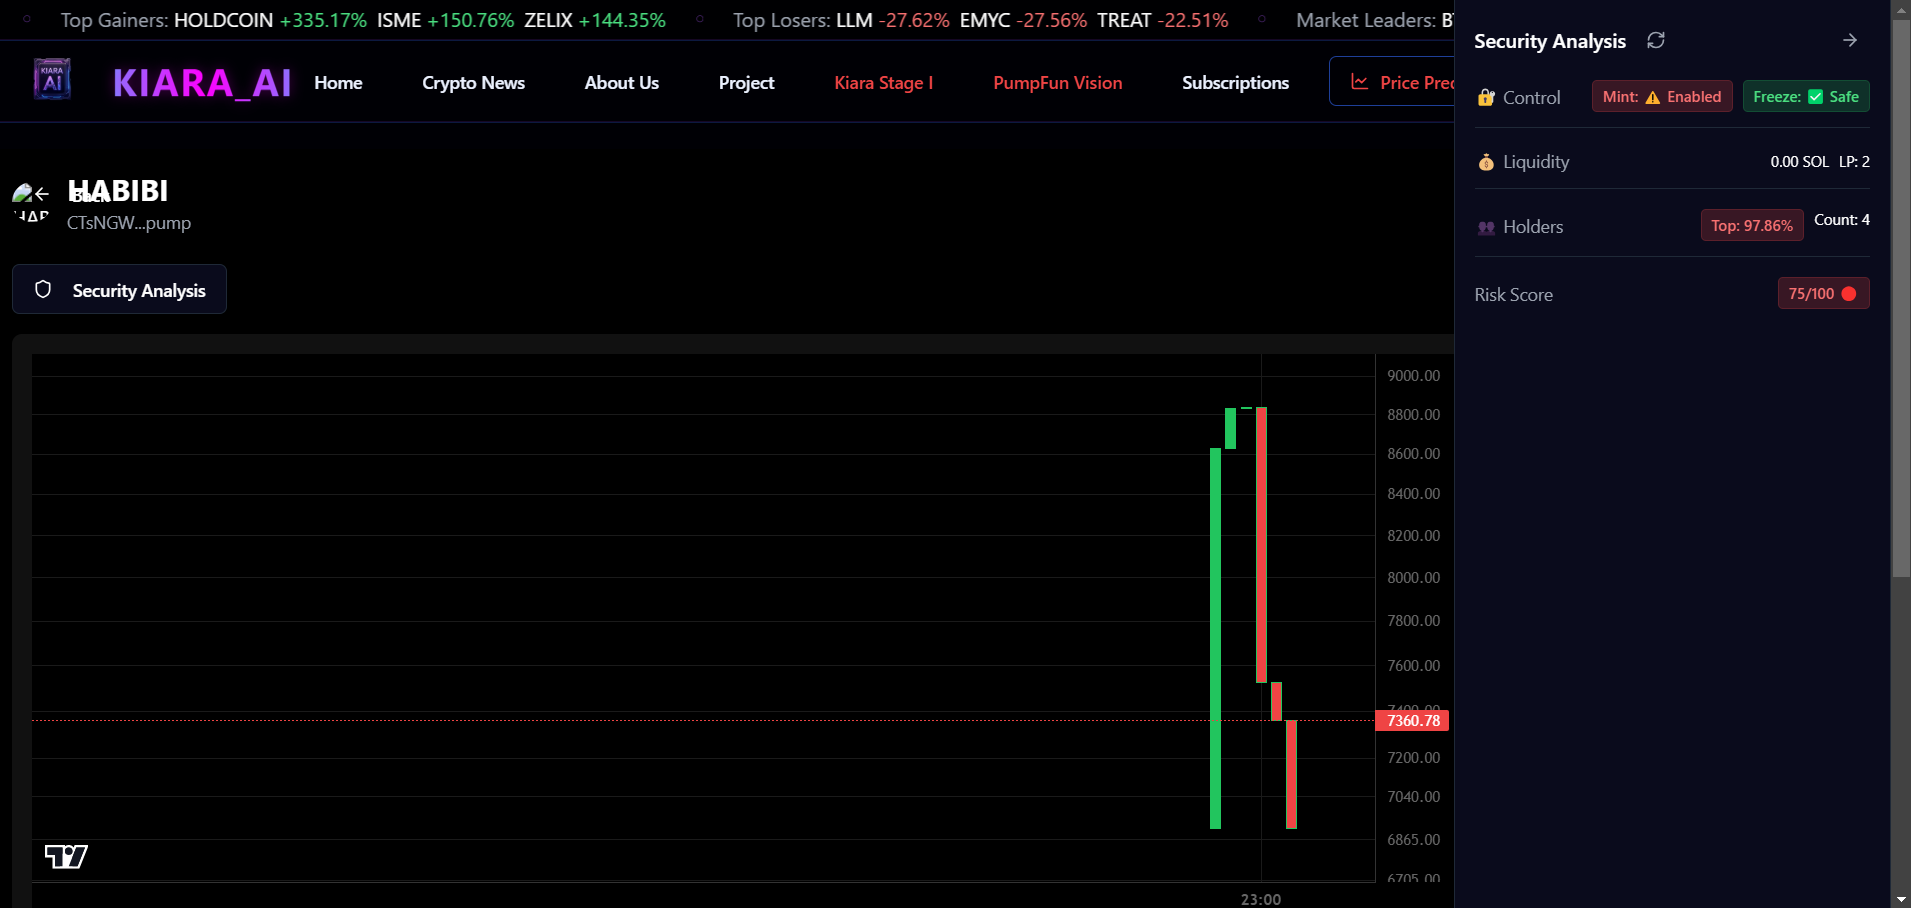 Top Gainers: HOLDCOIN +335.17% ISME +150.76% ZELIX +144.35% Top Losers: LLM -27.62% EMYC -27.56% TREAT -22.51% Market Leaders:
KIARA AI
KIARA_AI
Home
Crypto News
About Us
Project
Kiara Stage I
PumpFun Vision
Subscriptions
Price Pred
HABIBI
Back
CTsNGW...pump
Security Analysis
9000.00
8800.00
8600.00
8400.00
8200.00
8000.00
7800.00
7600.00
7400.00
7360.78
7200.00
7040.00
6865.00
6705.00
23:00
Security Analysis
Control Mint: ⚠️ Enabled Freeze: ✅ Safe
Liquidity 0.00 SOL LP: 2
Holders Top: 97.86% Count: 4
Risk Score 75/100